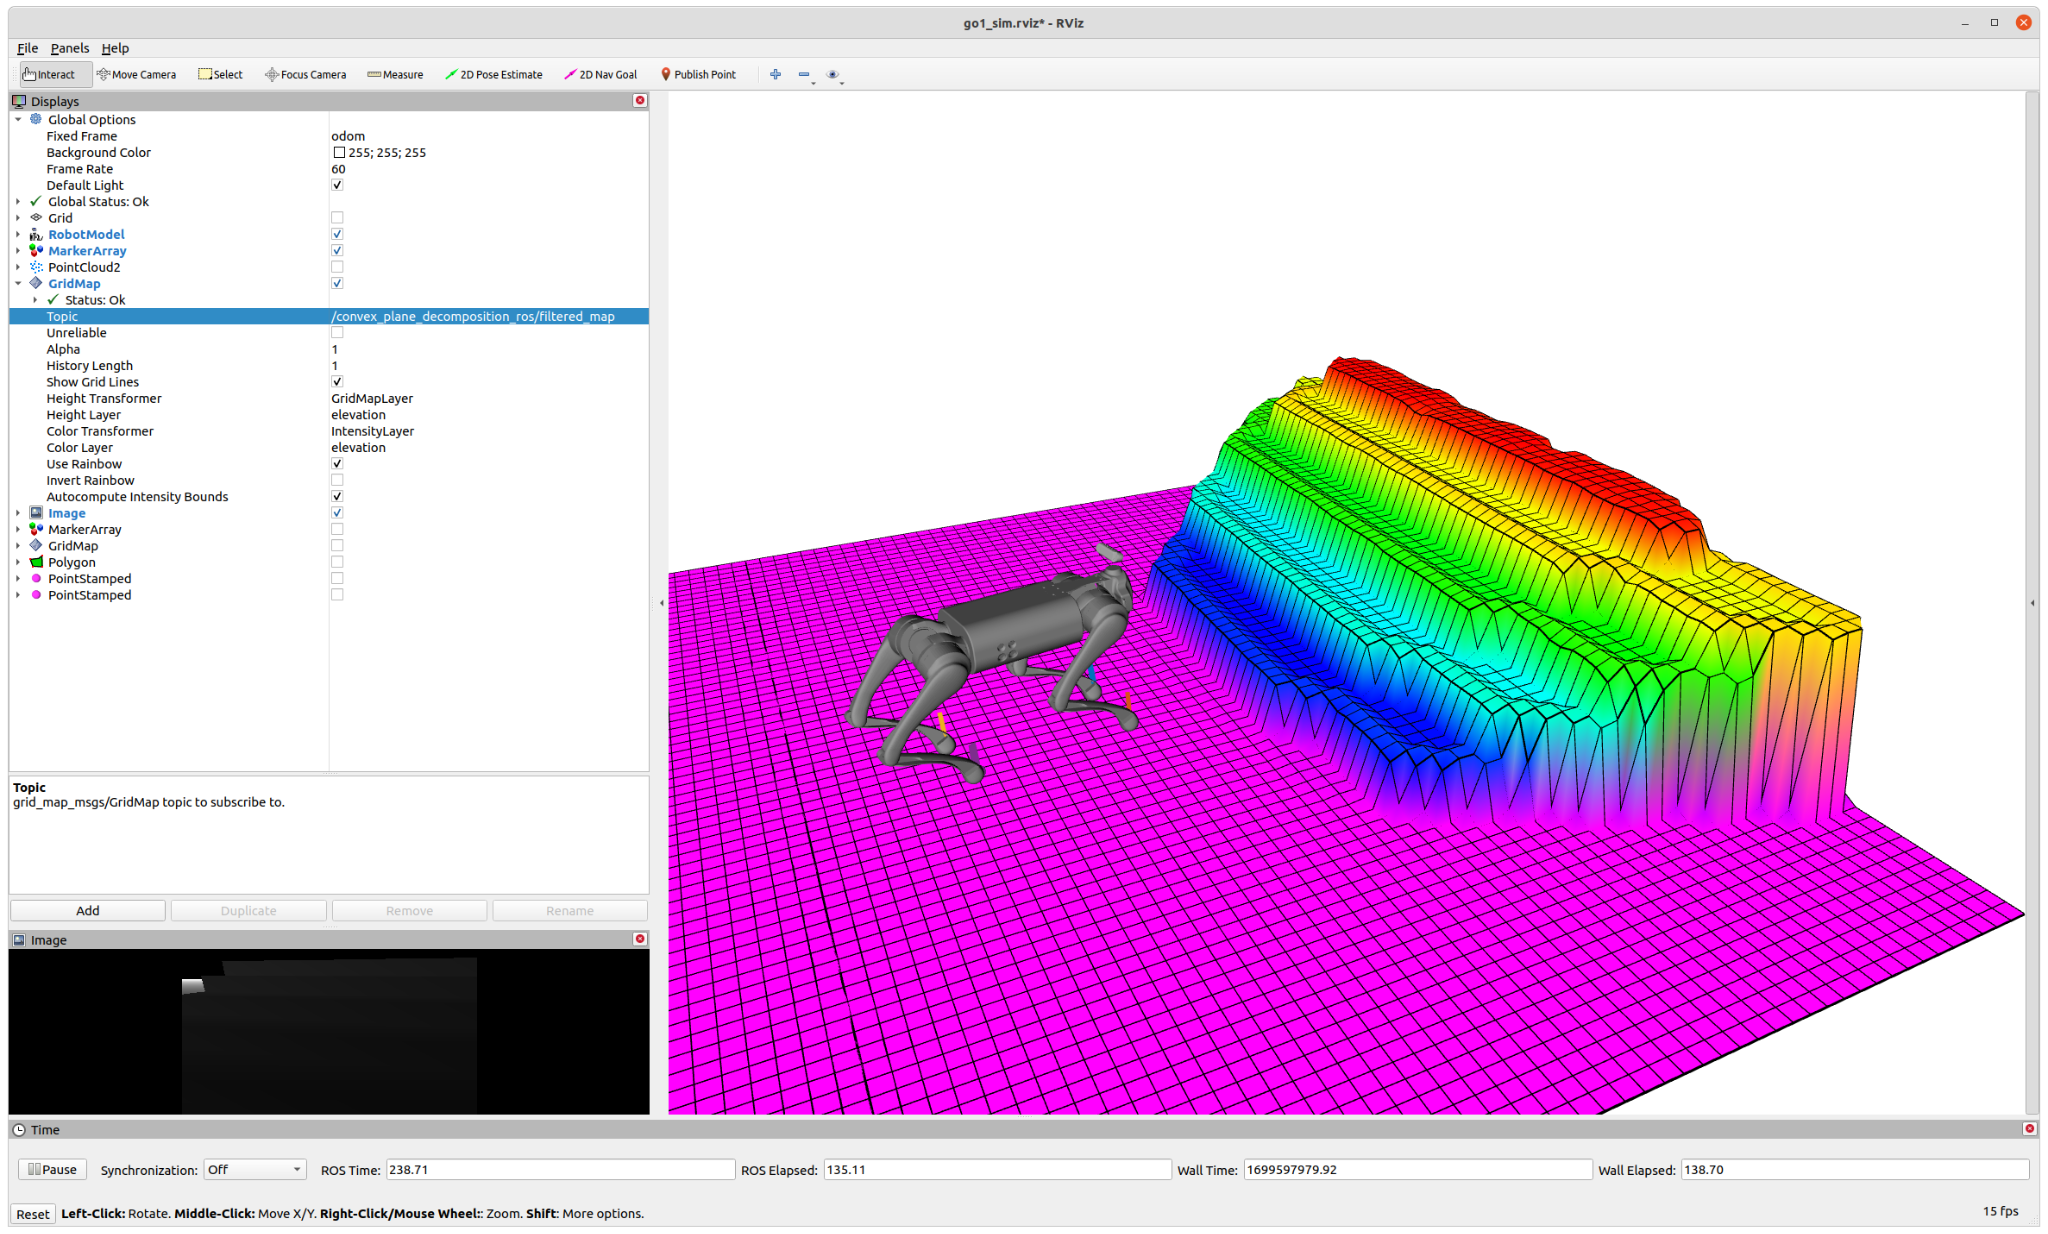 go1_sim.rviz* - RViz
File Panels Help
Interact Move Camera Select Focus Camera Measure 2D Pose Estimate 2D Nav Goal Publish Point
Displays
Global Options
Fixed Frame odom
Background Color 255; 255; 255
Frame Rate 60
Default Light
Global Status: Ok
Grid
RobotModel
MarkerArray
PointCloud2
GridMap
Status: Ok
Topic /convex_plane_decomposition_ros/filtered_map
Unreliable
Alpha 1
History Length 1
Show Grid Lines
Height Transformer GridMapLayer
Height Layer elevation
Color Transformer IntensityLayer
Color Layer elevation
Use Rainbow
Invert Rainbow
Autocompute Intensity Bounds
Image
MarkerArray
GridMap
Polygon
PointStamped
PointStamped
Topic
grid_map_msgs/GridMap topic to subscribe to.
Add Duplicate Remove Rename
Image
Time
Pause Synchronization: Off ROS Time: 238.71 ROS Elapsed: 135.11 Wall Time: 1699597979.92 Wall Elapsed: 138.70
Reset Left-Click: Rotate. Middle-Click: Move X/Y. Right-Click/Mouse Wheel:: Zoom. Shift: More options. 15 fps